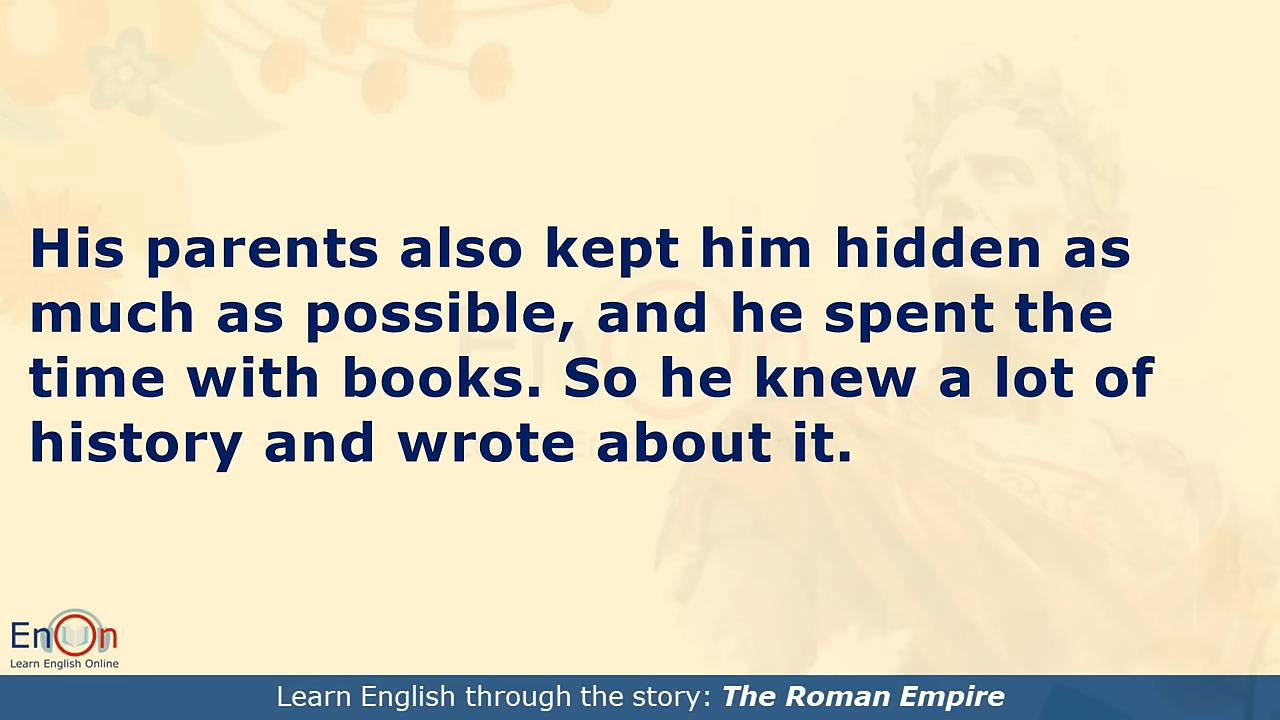 His parents also kept him hidden as
much as possible, and he spent the
time with books. So he knew a lot of
history and wrote about it.
EnOn
Learn English Online
Learn English through the story: The Roman Empire